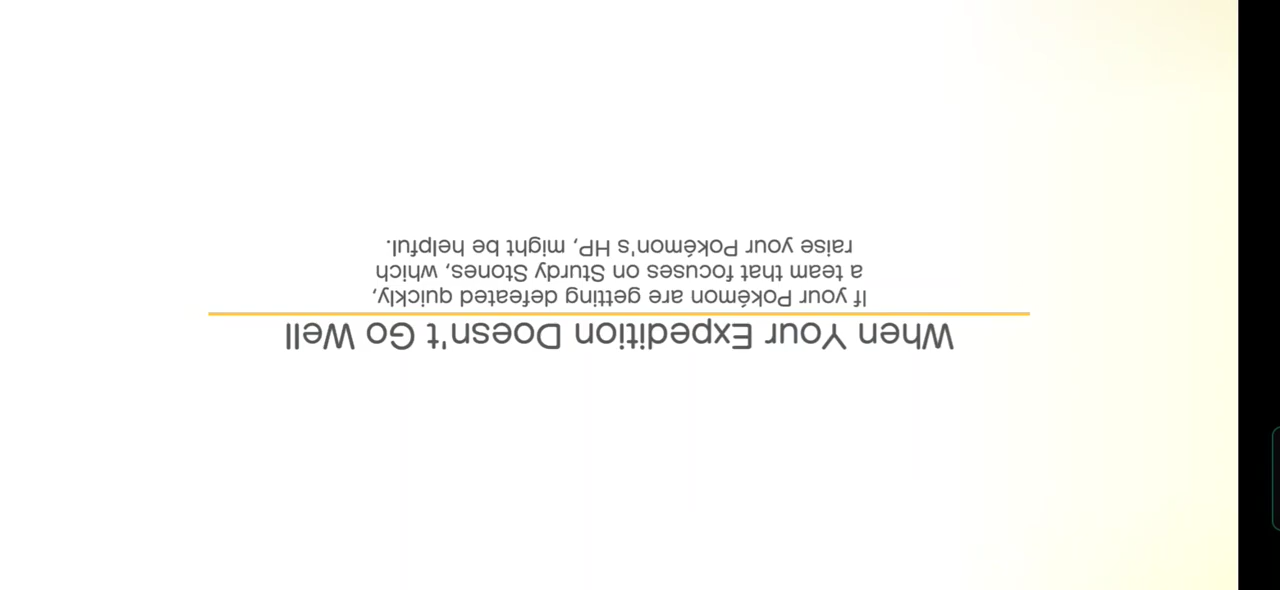 When Your Expedition Doesn't Go Well
If your Pokémon are getting defeated quickly,
a team that focuses on Sturdy Stones, which
raise your Pokémon's HP, might be helpful.